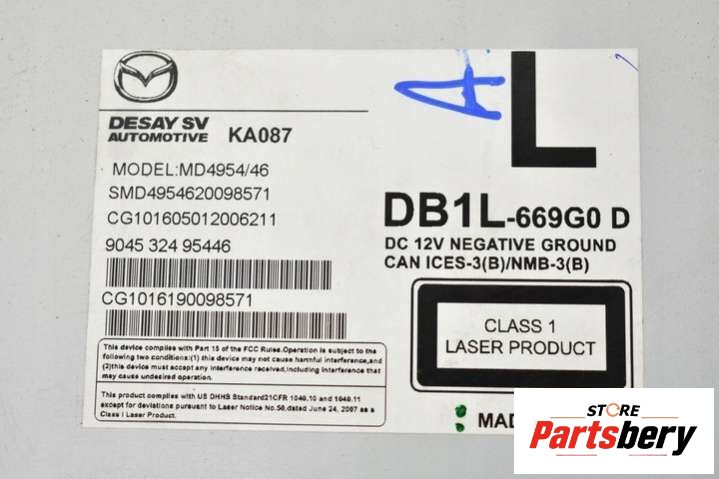 DESAY SV
AUTOMOTIVE KA087
MODEL:MD4954/46
SMD4954620098571
CG101605012006211
9045 324 95446
CG1016190098571
This device complies with Part 15 of the FCC Rules.Operation is subject to the
following two conditions:(1) this device may not cause harmful interference,and
(2)this device must accept any interference received,including interference that
may cause undesired operation.
This product complies with US DHHS Standard21CFR 1040.10 and 1040.11
except for deviations pursuant to Laser Notice No.50,dated June 24, 2007 as a
Class I Laser Product.
A
L
DB1L-669G0 D
DC 12V NEGATIVE GROUND
CAN ICES-3(B)/NMB-3(B)
CLASS 1
LASER PRODUCT
STORE
Partsbery